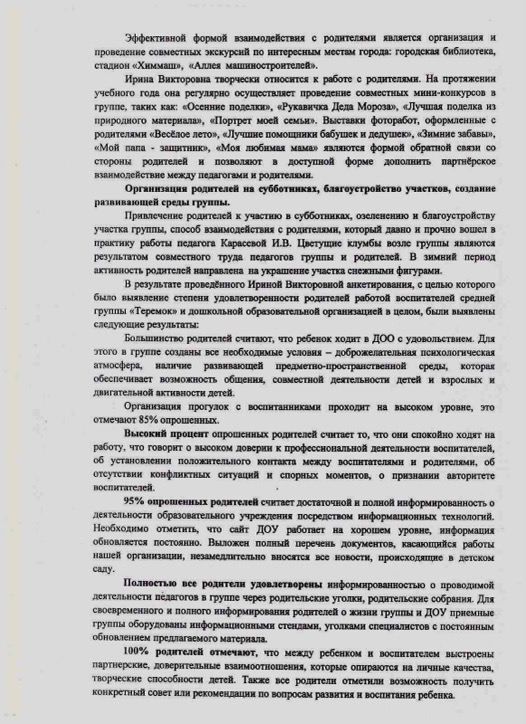 Эффективной формой взаимодействия с родителями является организация и
проведение совместных экскурсий по интересным местам города: городская библиотека,
стадион «Химмаш», «Аллея машиностроителей».
Ирина Викторовна творчески относится к работе с родителями. На протяжении
учебного года она регулярно осуществляет проведение совместных мини-конкурсов в
группе, таких как: «Осенние поделки», «Рукавичка Деда Мороза», «Лучшая поделка из
природного материала», «Портрет моей семьи». Выставки фоторабот, оформленные с
родителями «Весёлое лето», «Лучшие помощники бабушек и дедушек», «Зимние забавы»,
«Мой папа - защитник», «Моя любимая мама» являются формой обратной связи со
стороны родителей и позволяют в доступной форме дополнить партнёрское
взаимодействие между педагогами и родителями.
Организация родителей на субботниках, благоустройство участков, создание
развивающей среды группы.
Привлечение родителей к участию в субботниках, озеленению и благоустройству
участка группы, способ взаимодействия с родителями, который давно и прочно вошел в
практику работы педагога Карасевой И.В. Цветущие клумбы возле группы являются
результатом совместного труда педагогов группы и родителей. В зимний период
активность родителей направлена на украшение участка снежными фигурами.
В результате проведённого Ириной Викторовной анкетирования, с целью которого
было выявление степени удовлетворенности родителей работой воспитателей средней
группы «Теремок» и дошкольной образовательной организацией в целом, были выявлены
следующие результаты:
Большинство родителей считают, что ребенок ходит в ДОО с удовольствием. Для
этого в группе созданы все необходимые условия – доброжелательная психологическая
атмосфера, наличие развивающей предметно-пространственной среды, которая
обеспечивает возможность общения, совместной деятельности детей и взрослых и
двигательной активности детей.
Организация прогулок с воспитанниками проходит на высоком уровне, это
отмечают 85% опрошенных.
Высокий процент опрошенных родителей считает то, что они спокойно ходят на
работу, что говорит о высоком доверии к профессиональной деятельности воспитателей,
об установлении положительного контакта между воспитателями и родителями, об
отсутствии конфликтных ситуаций и спорных моментов, о признании авторитете
воспитателей.
95% опрошенных родителей считает достаточной и полной информированность о
деятельности образовательного учреждения посредством информационных технологий.
Необходимо отметить, что сайт ДОУ работает на хорошем уровне, информация
обновляется постоянно. Выложен полный перечень документов, касающийся работы
нашей организации, незамедлительно вносятся все новости, происходящие в детском
саду.
Полностью все родители удовлетворены информированностью о проводимой
деятельности педагогов в группе через родительские уголки, родительские собрания. Для
своевременного и полного информирования родителей о жизни группы и ДОУ приемные
группы оборудованы информационными стендами, уголками специалистов с постоянным
обновлением предлагаемого материала.
100% родителей отмечают, что между ребенком и воспитателем выстроены
партнерские, доверительные взаимоотношения, которые опираются на личные качества,
творческие способности детей. Также все родители отметили возможность получить
конкретный совет или рекомендации по вопросам развития и воспитания ребенка.